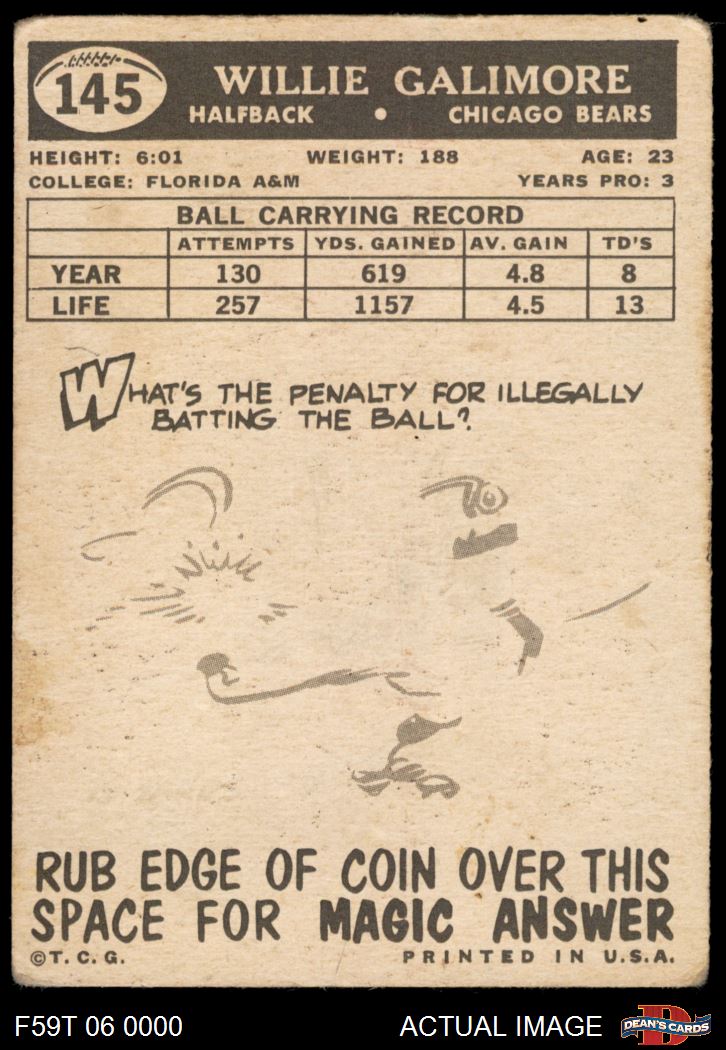 145
WILLIE GALIMORE
HALFBACK • CHICAGO BEARS
HEIGHT: 6:01 WEIGHT: 188 AGE: 23
COLLEGE: FLORIDA A&M YEARS PRO: 3
BALL CARRYING RECORD
ATTEMPTS YDS. GAINED AV. GAIN TD'S
YEAR 130 619 4.8 8
LIFE 257 1157 4.5 13
WHAT'S THE PENALTY FOR ILLEGALLY
BATTING THE BALL?
RUB EDGE OF COIN OVER THIS
SPACE FOR MAGIC ANSWER
©T.C.G. PRINTED IN U.S.A.
F59T 06 0000 ACTUAL IMAGE D DEAN'S CARDS